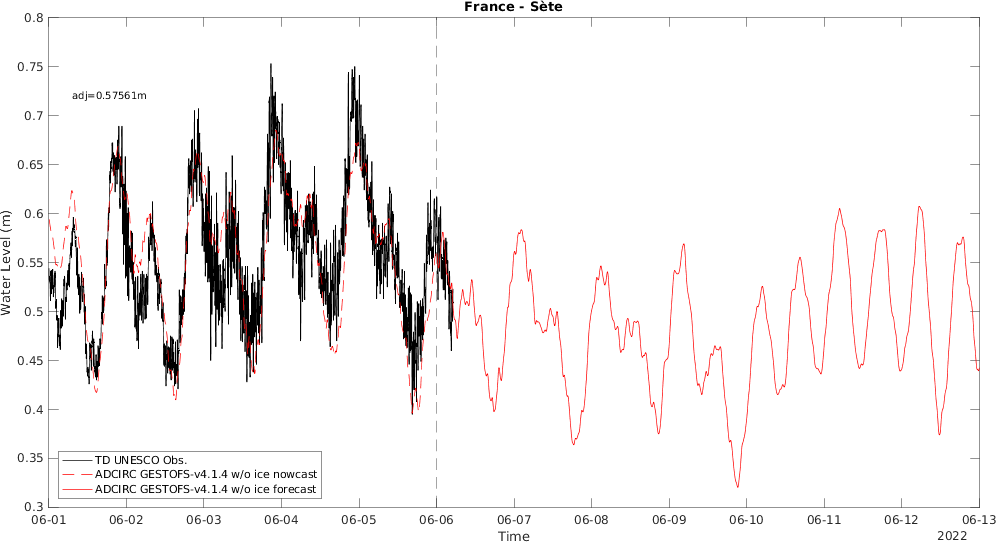 France - Sète
0.8
0.75
0.7
0.65
0.6
0.55
0.5
0.45
0.4
0.35
0.3
Water Level (m)
adj=0.57561m
TD UNESCO Obs.
ADCIRC GESTOFS-v4.1.4 w/o ice nowcast
ADCIRC GESTOFS-v4.1.4 w/o ice forecast
06-01 06-02 06-03 06-04 06-05 06-06 06-07 06-08 06-09 06-10 06-11 06-12 06-13
Time
2022